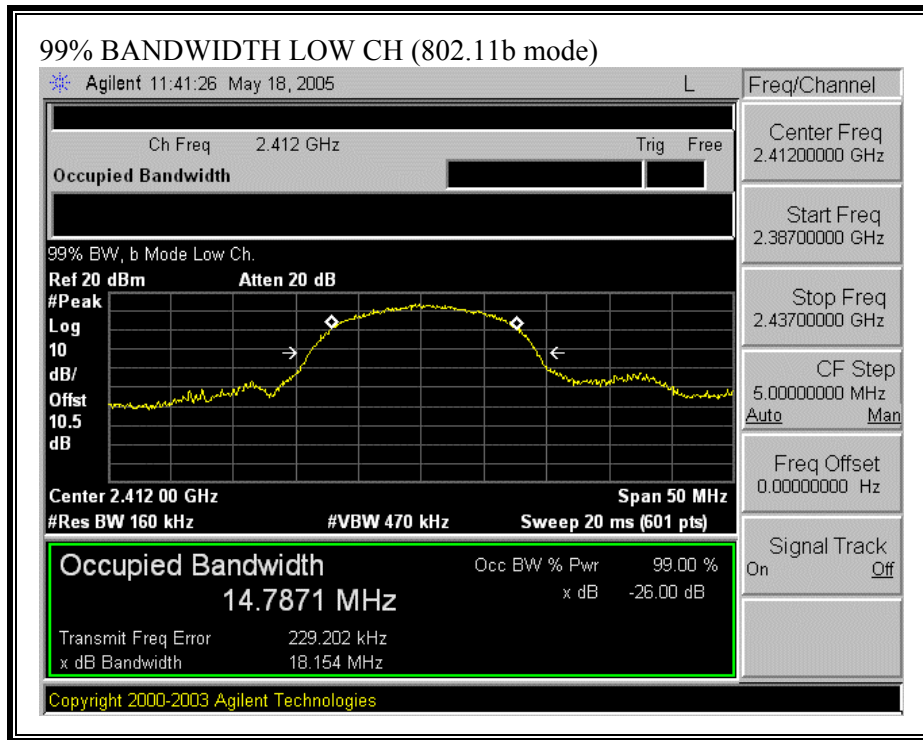 99% BANDWIDTH LOW CH (802.11b mode)
Agilent 11:41:26 May 18, 2005 L
Freq/Channel
Ch Freq 2.412 GHz Trig Free
Occupied Bandwidth
Center Freq
2.41200000 GHz
Start Freq
2.38700000 GHz
Stop Freq
2.43700000 GHz
CF Step
5.00000000 MHz
Auto Man
Freq Offset
0.00000000 Hz
Signal Track
On Off
99% BW, b Mode Low Ch.
Ref 20 dBm Atten 20 dB
#Peak
Log
10
dB/
Offst
10.5
dB
Center 2.412 00 GHz Span 50 MHz
#Res BW 160 kHz #VBW 470 kHz Sweep 20 ms (601 pts)
Occupied Bandwidth Occ BW % Pwr 99.00 %
14.7871 MHz x dB -26.00 dB
Transmit Freq Error 229.202 kHz
x dB Bandwidth 18.154 MHz
Copyright 2000-2003 Agilent Technologies